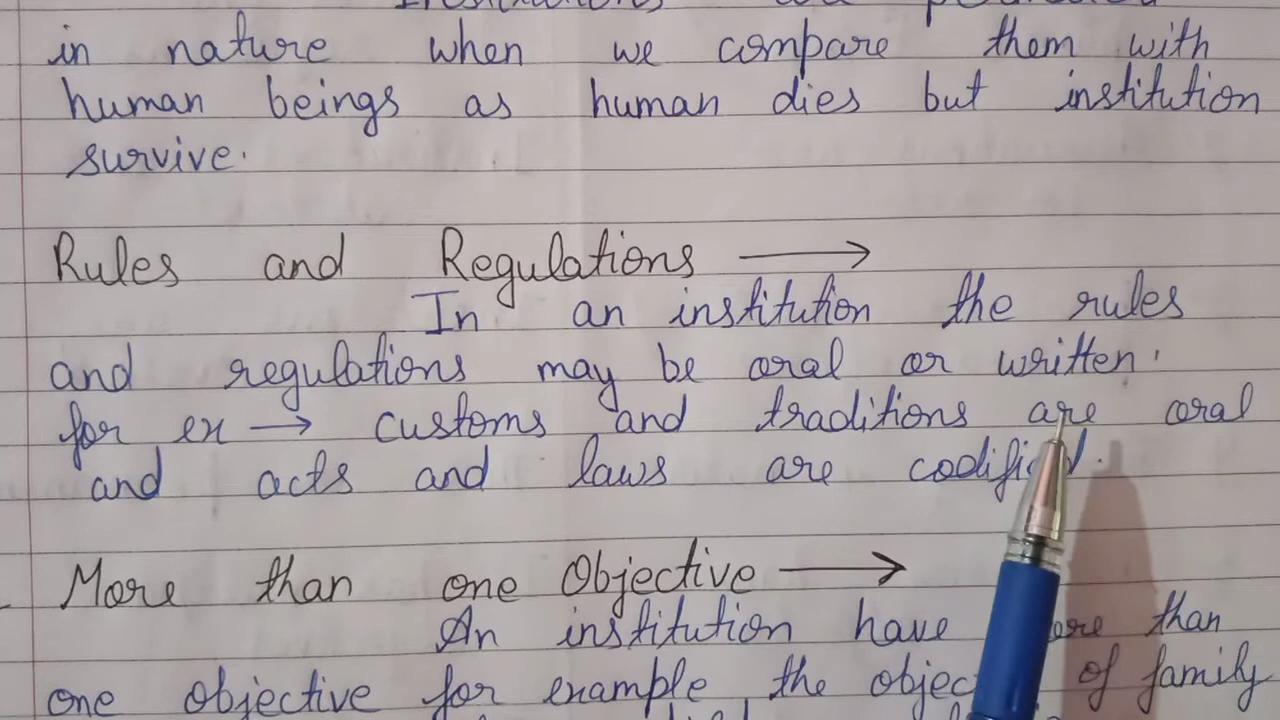 in nature when we compare them with
human beings as human dies but institution
survive.
Rules and Regulations →
In an institution the rules
and regulations may be oral or written.
for ex → customs and traditions are oral
and acts and laws are codified.
More than one Objective →
An institution have more than
one objective for example the of family